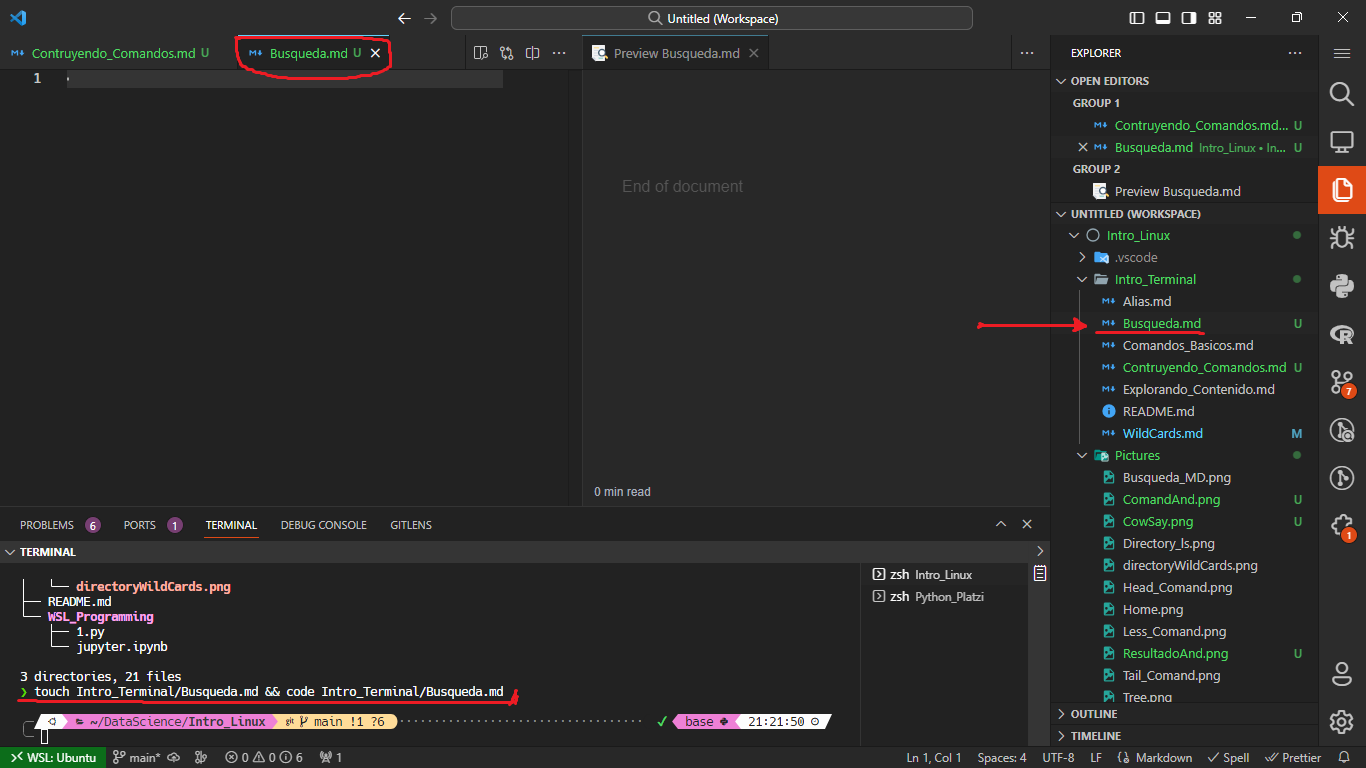 Untitled (Workspace)
Contruyendo_Comandos.md U
Busqueda.md U
Preview Busqueda.md
1
End of document
0 min read
EXPLORER
OPEN EDITORS
GROUP 1
Contruyendo_Comandos.md... U
Busqueda.md Intro_Linux • In... U
GROUP 2
Preview Busqueda.md
UNTITLED (WORKSPACE)
Intro_Linux
.vscode
Intro_Terminal
Alias.md
Busqueda.md U
Comandos_Basicos.md
Contruyendo_Comandos.md U
Explorando_Contenido.md
README.md
WildCards.md M
Pictures
Busqueda_MD.png
ComandAnd.png U
CowSay.png U
Directory_ls.png
directoryWildCards.png
Head_Comand.png
Home.png
Less_Comand.png
ResultadoAnd.png U
Tail_Comand.png
Tree.png
OUTLINE
TIMELINE
7
1
PROBLEMS 6 PORTS 1 TERMINAL DEBUG CONSOLE GITLENS
TERMINAL
directoryWildCards.png
README.md
WSL_Programming
1.py
jupyter.ipynb
3 directories, 21 files
❯ touch Intro_Terminal/Busqueda.md && code Intro_Terminal/Busqueda.md
~/DataScience/Intro_Linux git main !1 ?6 ✓ base 21:21:50
zsh Intro_Linux
zsh Python_Platzi
WSL: Ubuntu main* 0 0 6 1 Ln 1, Col 1 Spaces: 4 UTF-8 LF Markdown Spell Prettier